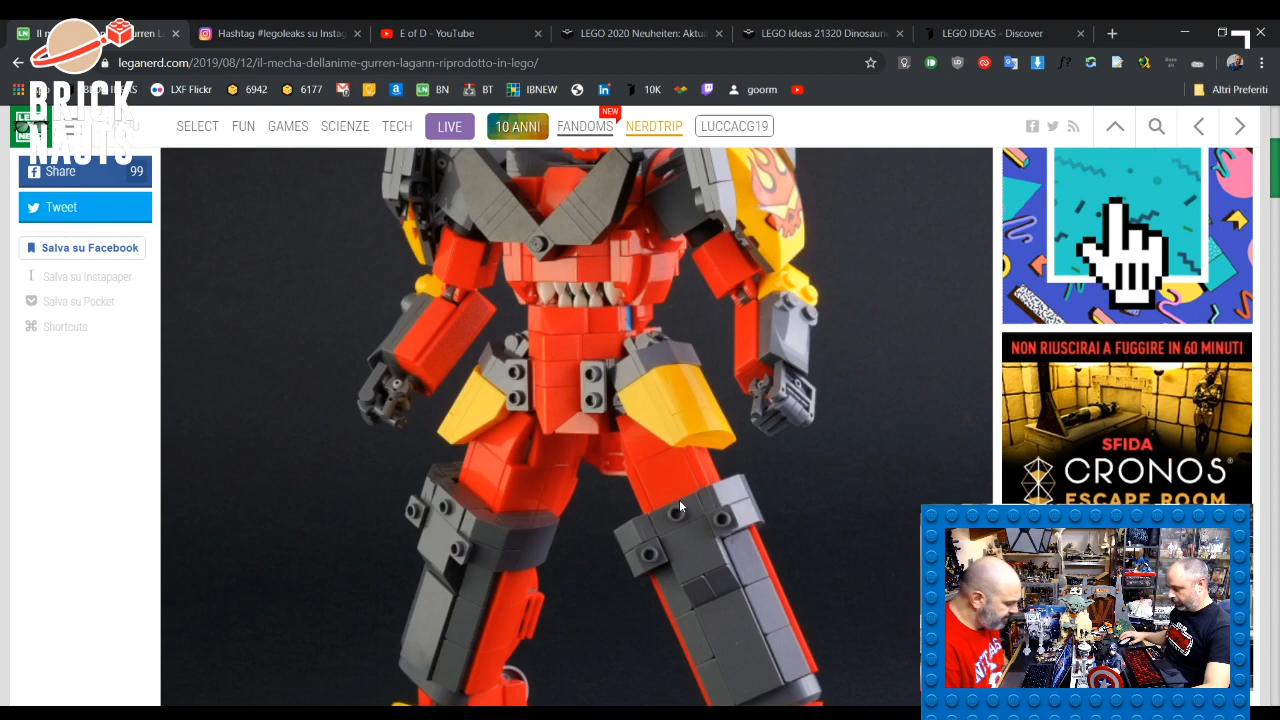 Hashtag #legoleaks su Instag
E of D - YouTube
LEGO 2020 Neuheiten: Aktua
LEGO Ideas 21320 Dinosaurie
LEGO IDEAS - Discover
leganerd.com/2019/08/12/il-mecha-dellanime-gurren-lagann-riprodotto-in-lego/
LXF Flickr
6942
6177
BN
BT
IBNEW
10K
goorm
Altri Preferiti
BRICK
NAUTS
SELECT
FUN
GAMES
SCIENZE
TECH
LIVE
10 ANNI
FANDOMS
NEW
NERDTRIP
LUCCACG19
Share
99
Tweet
Salva su Facebook
Salva su Instapaper
Salva su Pocket
Shortcuts
NON RIUSCIRAI A FUGGIRE IN 60 MINUTI
SFIDA
CRONOS
ESCAPE ROOM